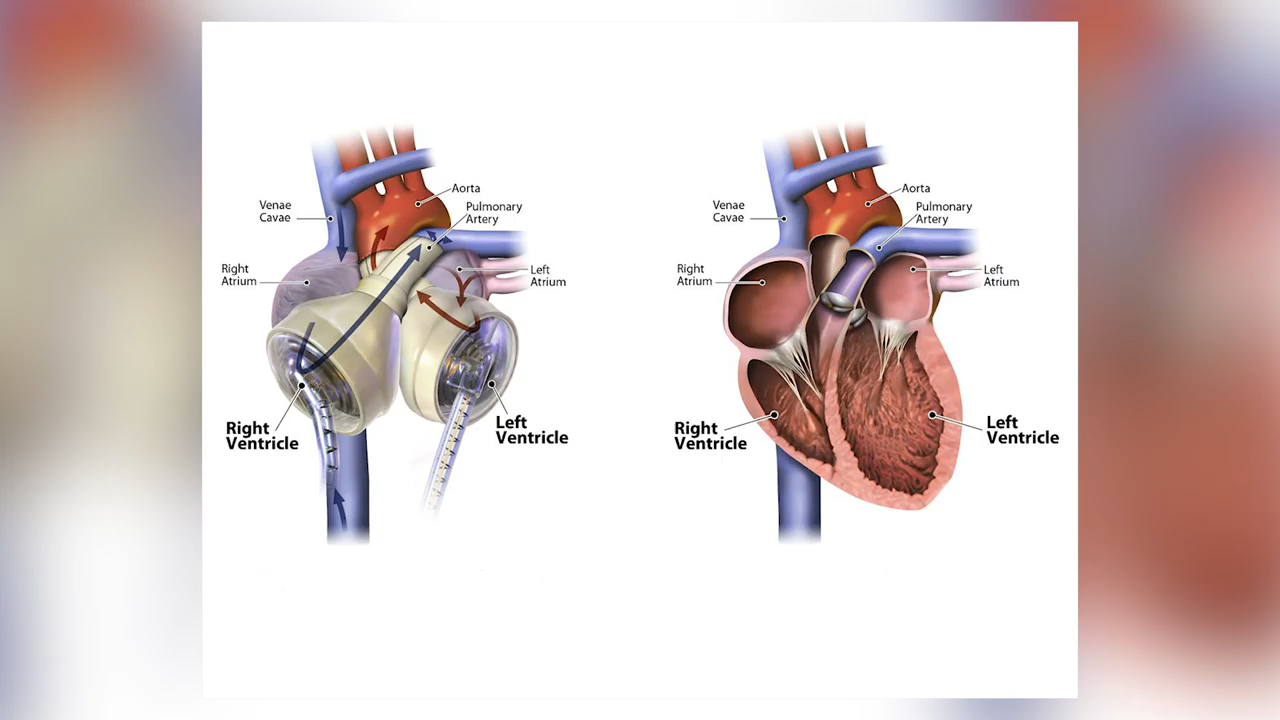 Aorta
Venae
Cavae
Pulmonary
Artery
Right
Atrium
Left
Atrium
Right
Ventricle
Left
Ventricle
Aorta
Venae
Cavae
Pulmonary
Artery
Right
Atrium
Left
Atrium
Right
Ventricle
Left
Ventricle